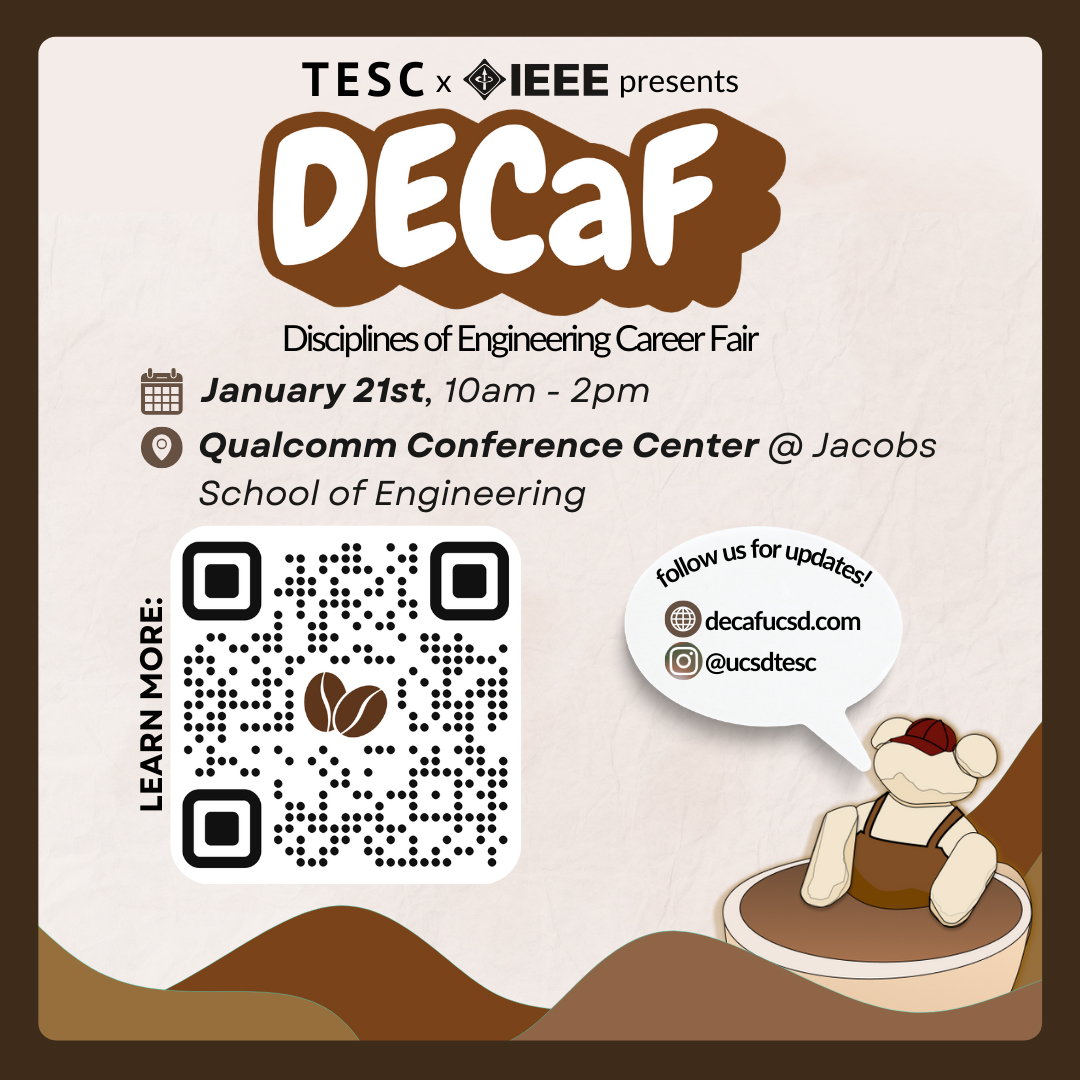 TESC x IEEE presents
DECaF
Disciplines of Engineering Career Fair
January 21st, 10am - 2pm
Qualcomm Conference Center @ Jacobs
School of Engineering
LEARN MORE:
follow us for updates!
decafucsd.com
@ucsdtesc